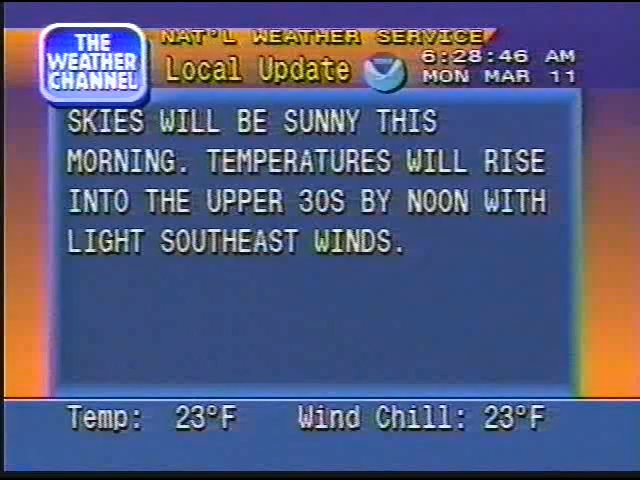 THE
WEATHER
CHANNEL
NAT'L WEATHER SERVICE
Local Update
6:28:46 AM
MON MAR 11
SKIES WILL BE SUNNY THIS
MORNING. TEMPERATURES WILL RISE
INTO THE UPPER 30S BY NOON WITH
LIGHT SOUTHEAST WINDS.
Temp: 23°F Wind Chill: 23°F